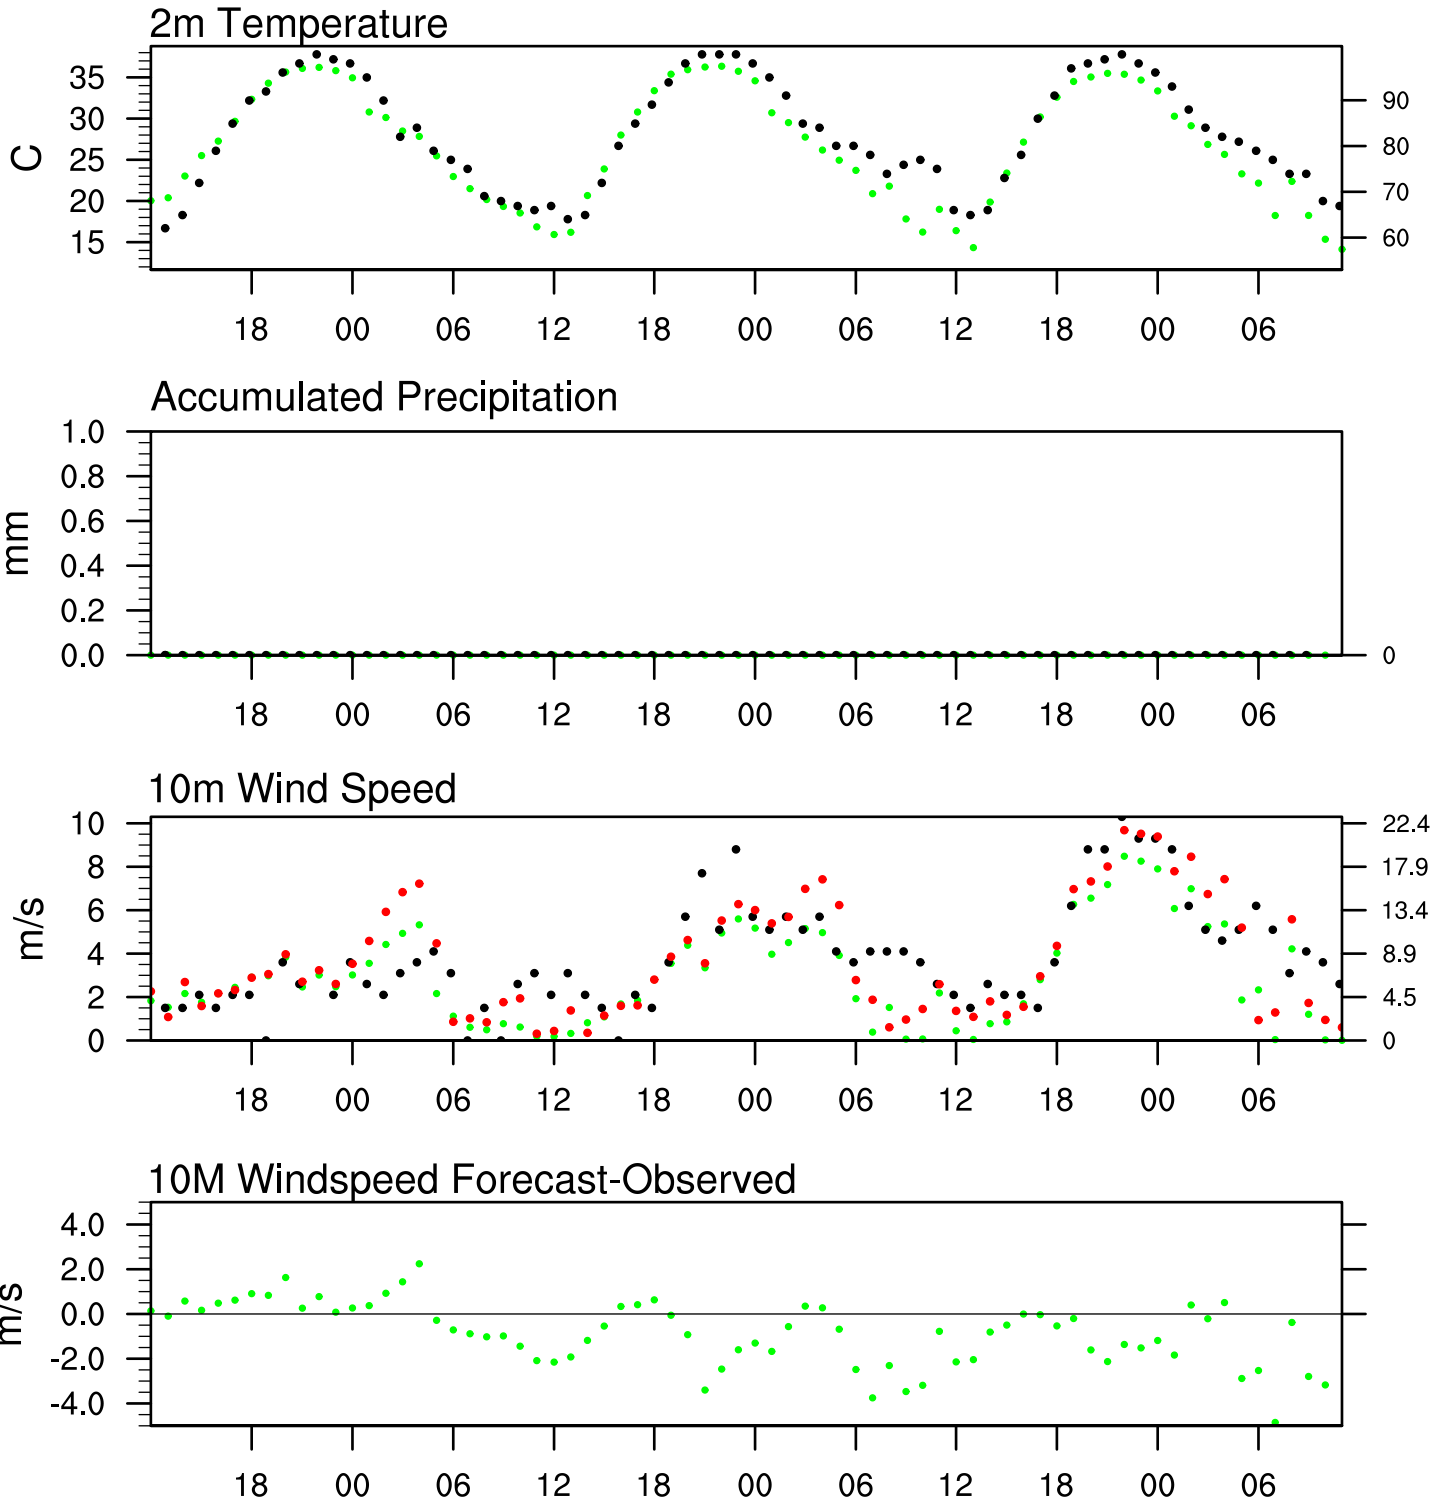 2m Temperature
35
30
25
20
15
C
90
80
70
60
18 00 06 12 18 00 06 12 18 00 06
Accumulated Precipitation
1.0
0.8
0.6
0.4
0.2
0.0
mm
0
18 00 06 12 18 00 06 12 18 00 06
10m Wind Speed
10
8
6
4
2
0
m/s
22.4
17.9
13.4
8.9
4.5
0
18 00 06 12 18 00 06 12 18 00 06
10M Windspeed Forecast-Observed
4.0
2.0
0.0
-2.0
-4.0
m/s
18 00 06 12 18 00 06 12 18 00 06